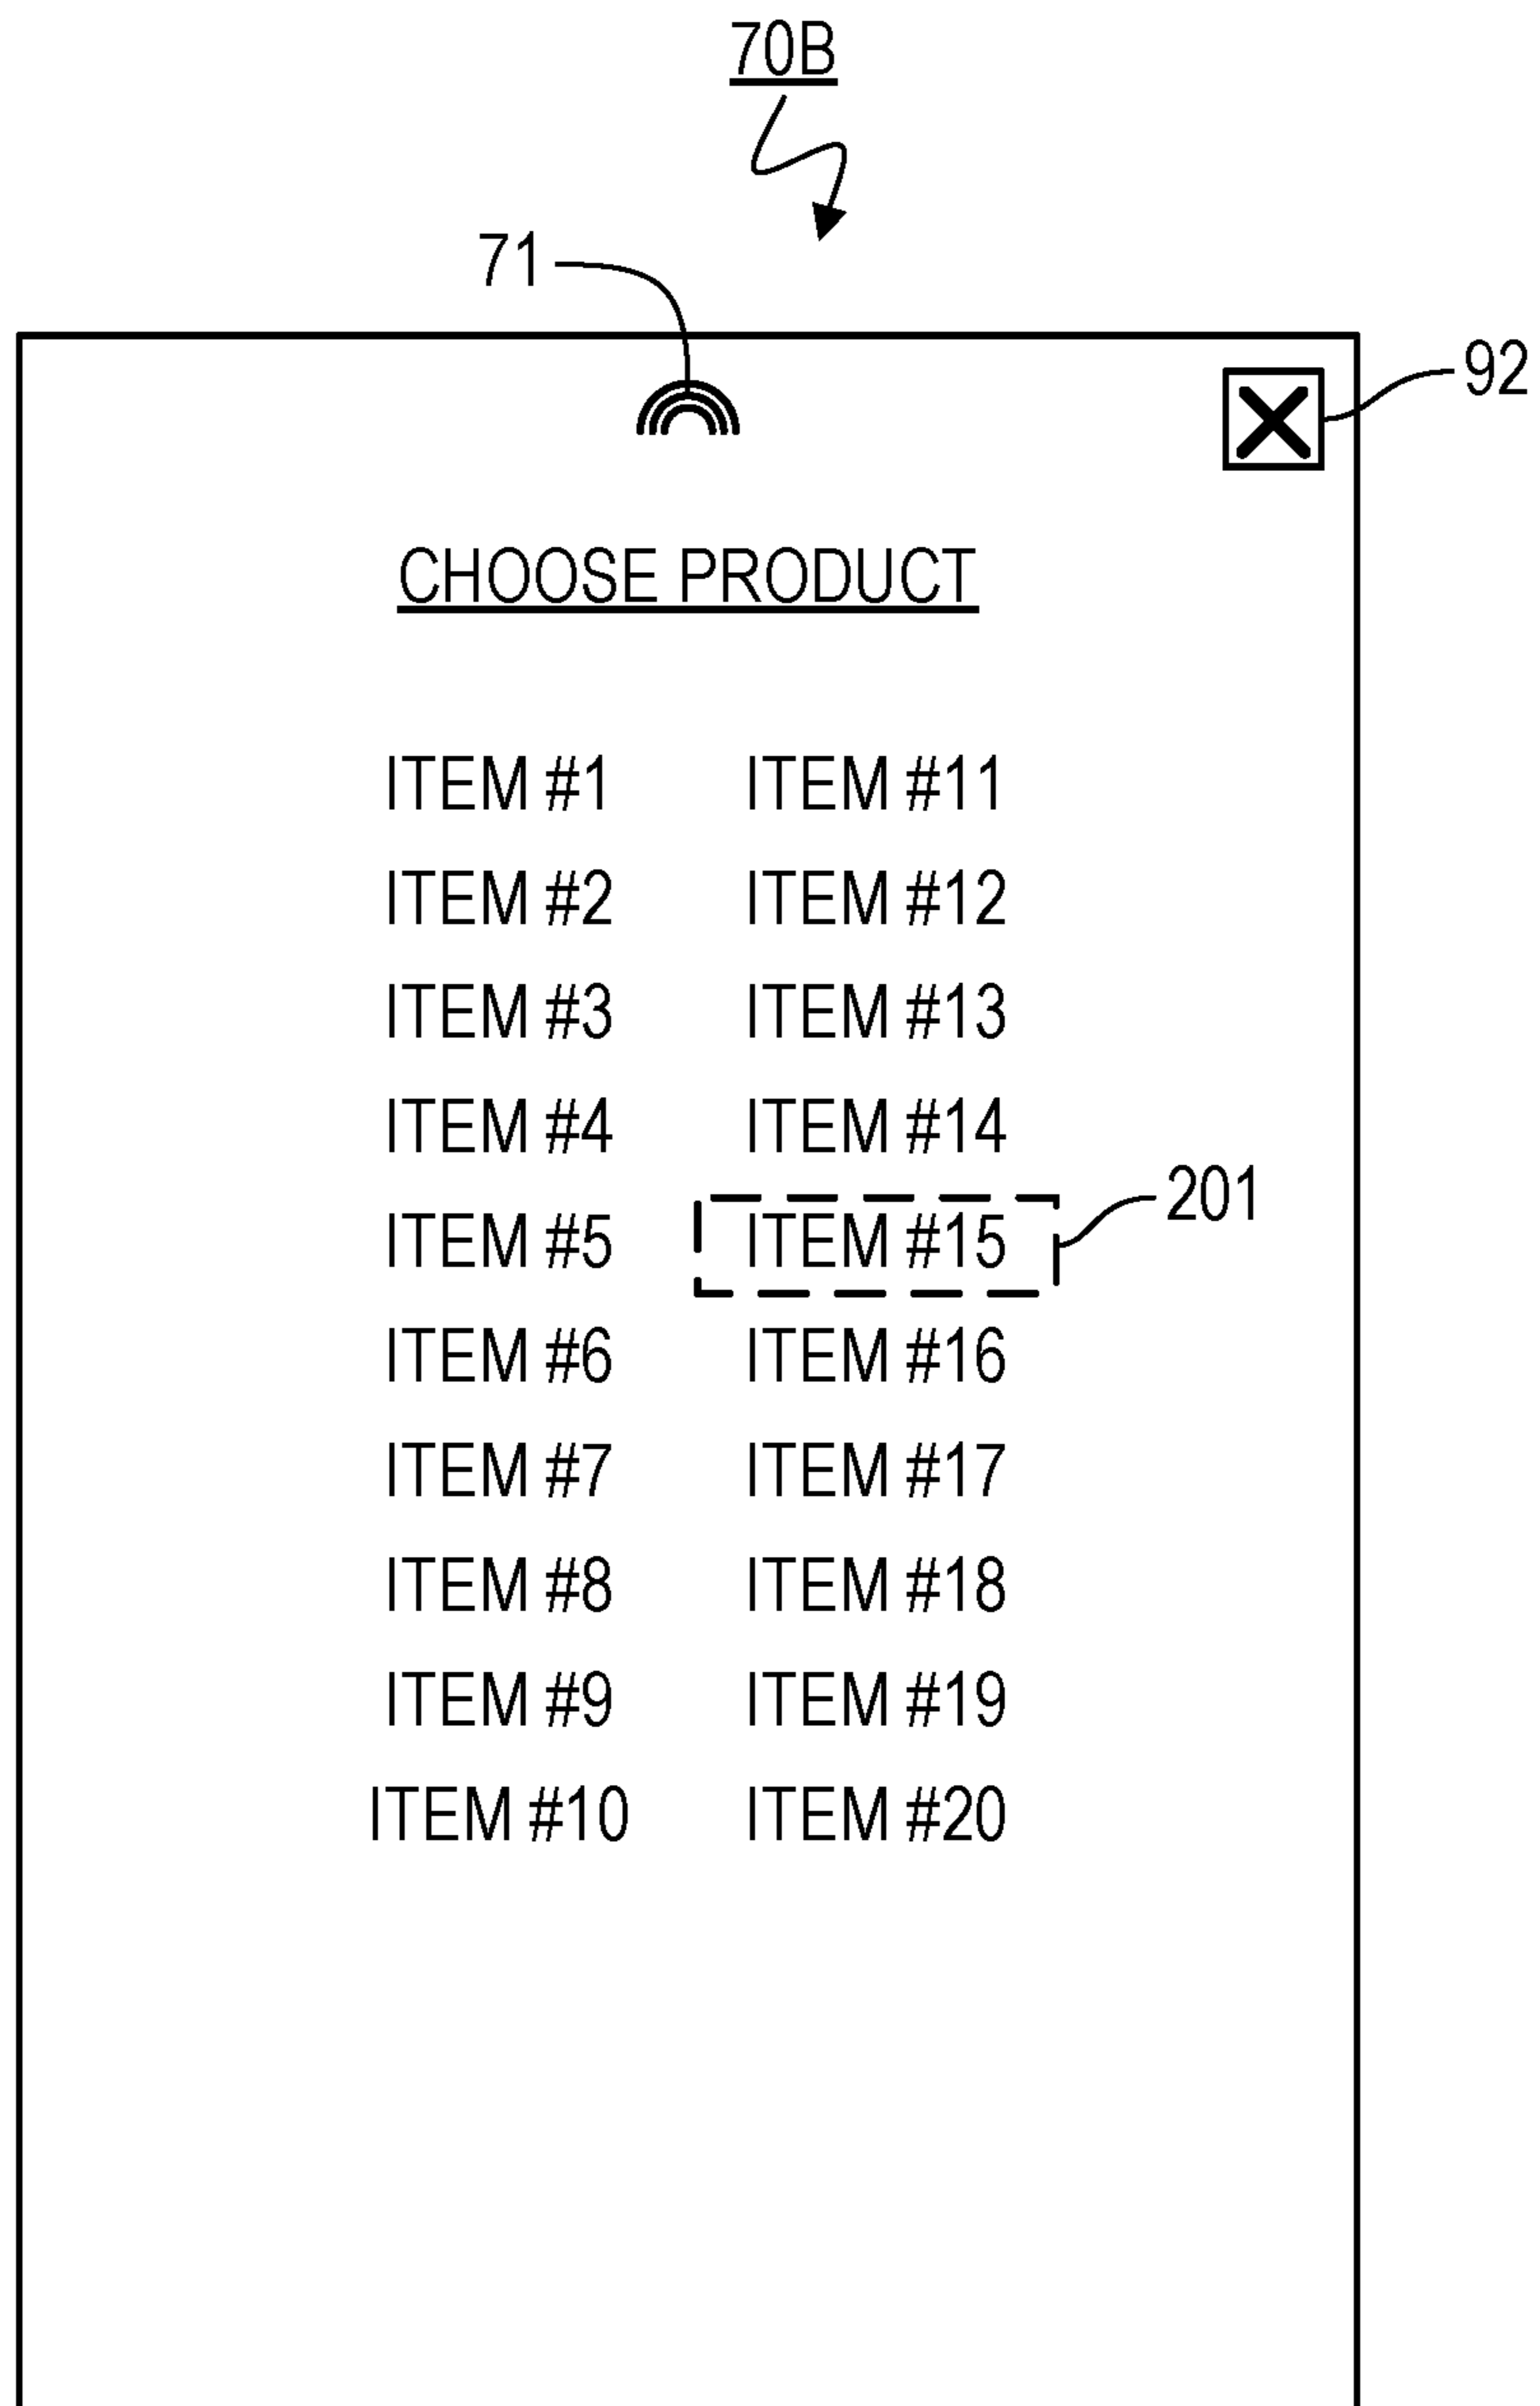 70B
71
92
CHOOSE PRODUCT
ITEM #1 ITEM #11
ITEM #2 ITEM #12
ITEM #3 ITEM #13
ITEM #4 ITEM #14
201
ITEM #5 ITEM #15
ITEM #6 ITEM #16
ITEM #7 ITEM #17
ITEM #8 ITEM #18
ITEM #9 ITEM #19
ITEM #10 ITEM #20